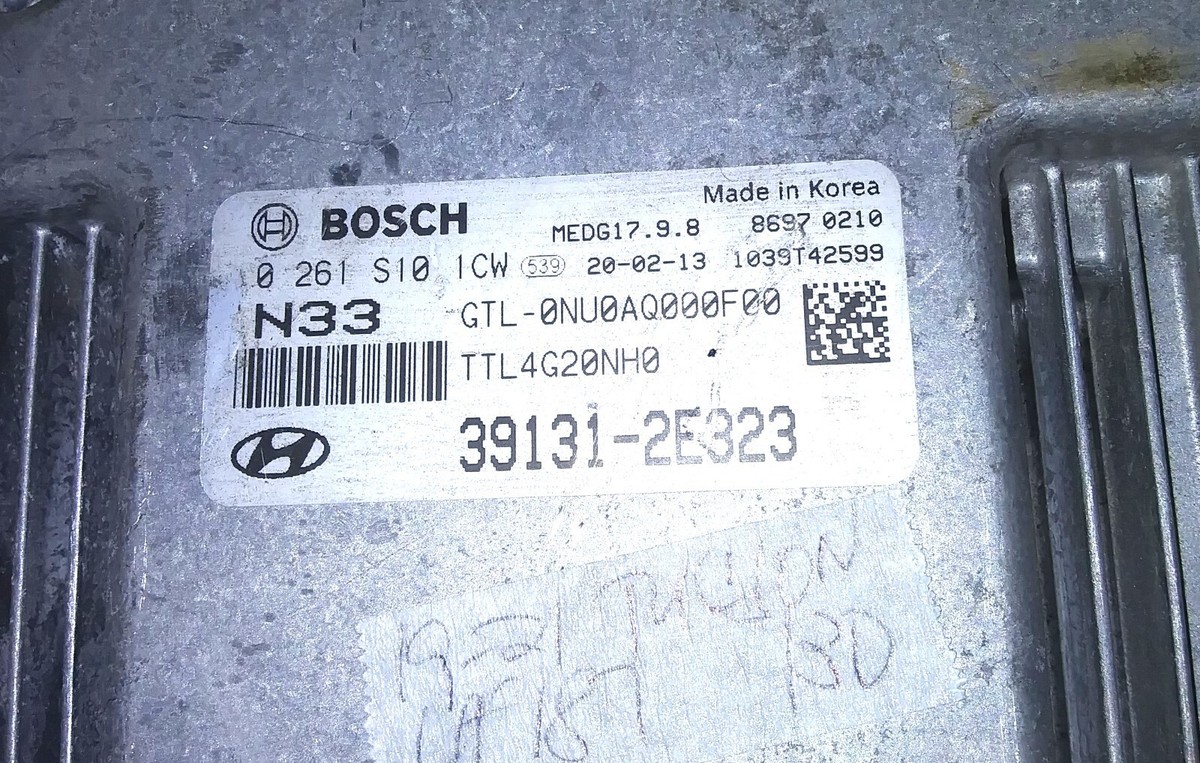 Made in Korea
BOSCH MEDG17.9.8 8697 0210
0 261 S10 1CW 539 20-02-13 1039T42599
N33 GTL-0NU0AQ000F00
TTL4G20NH0
39131-2E323